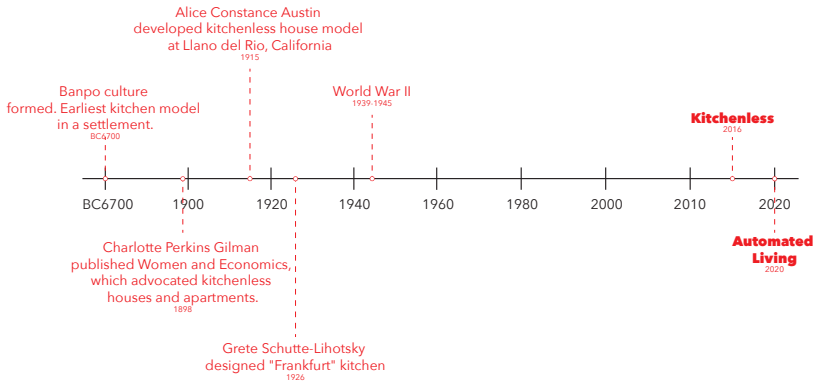 Alice Constance Austin
developed kitchenless house model
at Llano del Rio, California
1915
Banpo culture
formed. Earliest kitchen model
in a settlement.
BC6700
World War II
1939-1945
Kitchenless
2016
BC6700
1900
1920
1940
1960
1980
2000
2010
2020
Charlotte Perkins Gilman
published Women and Economics,
which advocated kitchenless
houses and apartments.
1898
Automated
Living
2020
Grete Schutte-Lihotsky
designed "Frankfurt" kitchen
1926